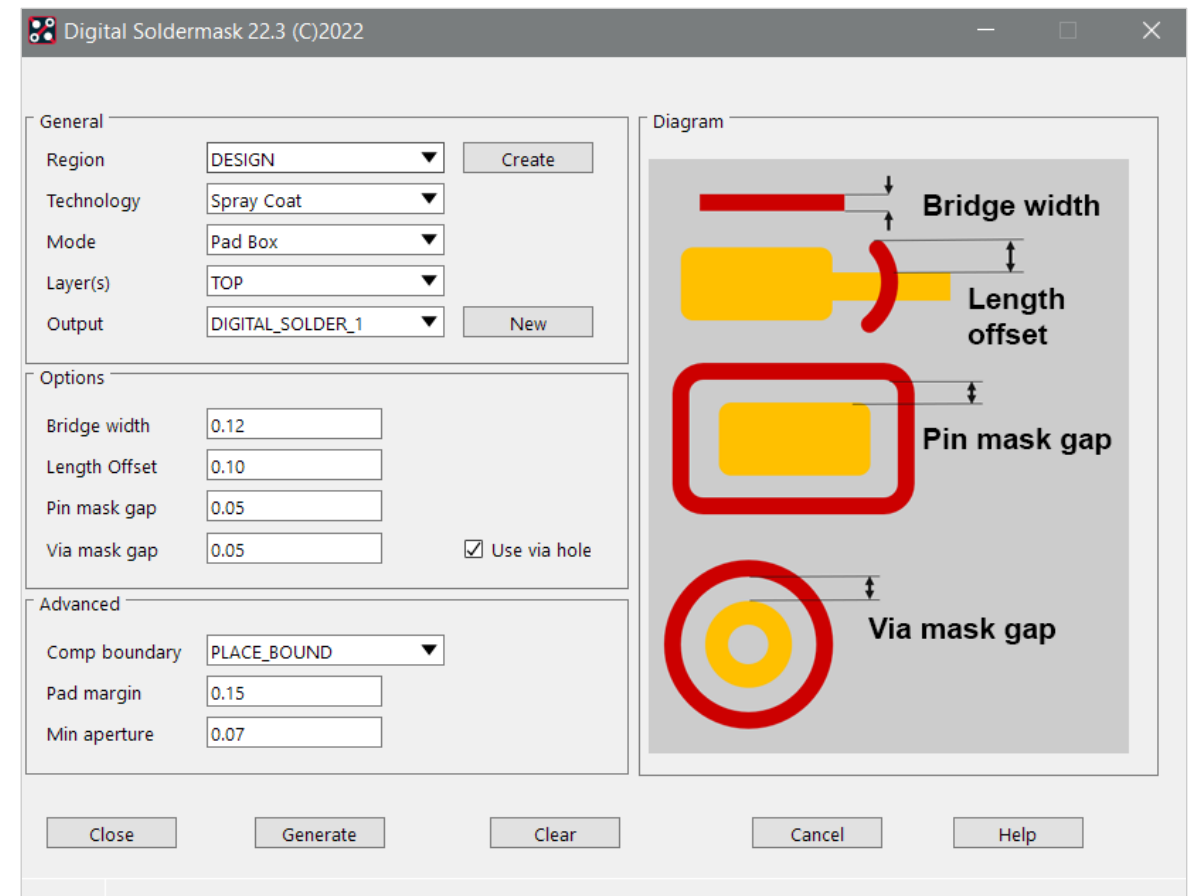 Digital Soldermask 22.3 (C)2022
General
Region DESIGN Create
Technology Spray Coat
Mode Pad Box
Layer(s) TOP
Output DIGITAL_SOLDER_1 New
Options
Bridge width 0.12
Length Offset 0.10
Pin mask gap 0.05
Via mask gap 0.05 Use via hole
Advanced
Comp boundary PLACE_BOUND
Pad margin 0.15
Min aperture 0.07
Diagram
Bridge width
Length
offset
Pin mask gap
Via mask gap
Close Generate Clear Cancel Help